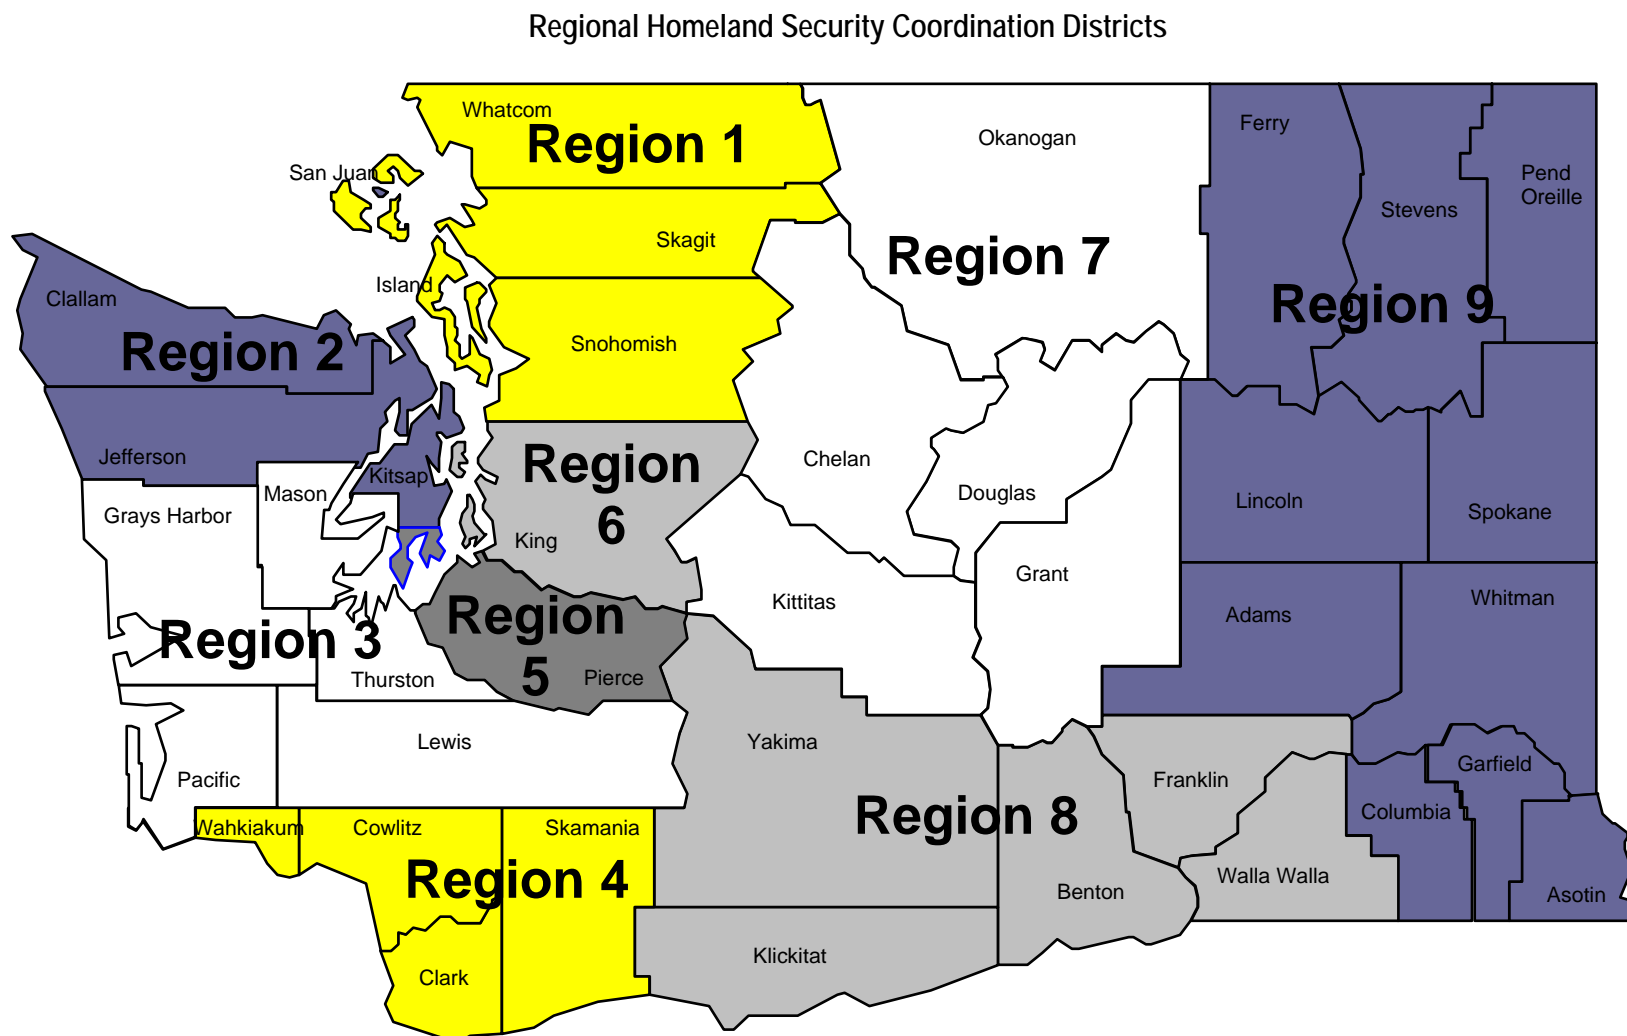 Regional Homeland Security Coordination Districts
Whatcom
Region 1
Okanogan
Ferry
San Juan
Pend
Oreille
Stevens
Skagit
Region 7
Island
Clallam
Region 9
Snohomish
Region 2
Jefferson
Kitsap
Mason
Region
6
Chelan
Douglas
Lincoln
Spokane
Grays Harbor
King
Grant
Kittitas
Whitman
Adams
Region
5
Region 3
Thurston
Pierce
Lewis
Yakima
Pacific
Franklin
Garfield
Region 8
Columbia
Wahkiakum
Cowlitz
Skamania
Region 4
Walla Walla
Benton
Asotin
Klickitat
Clark